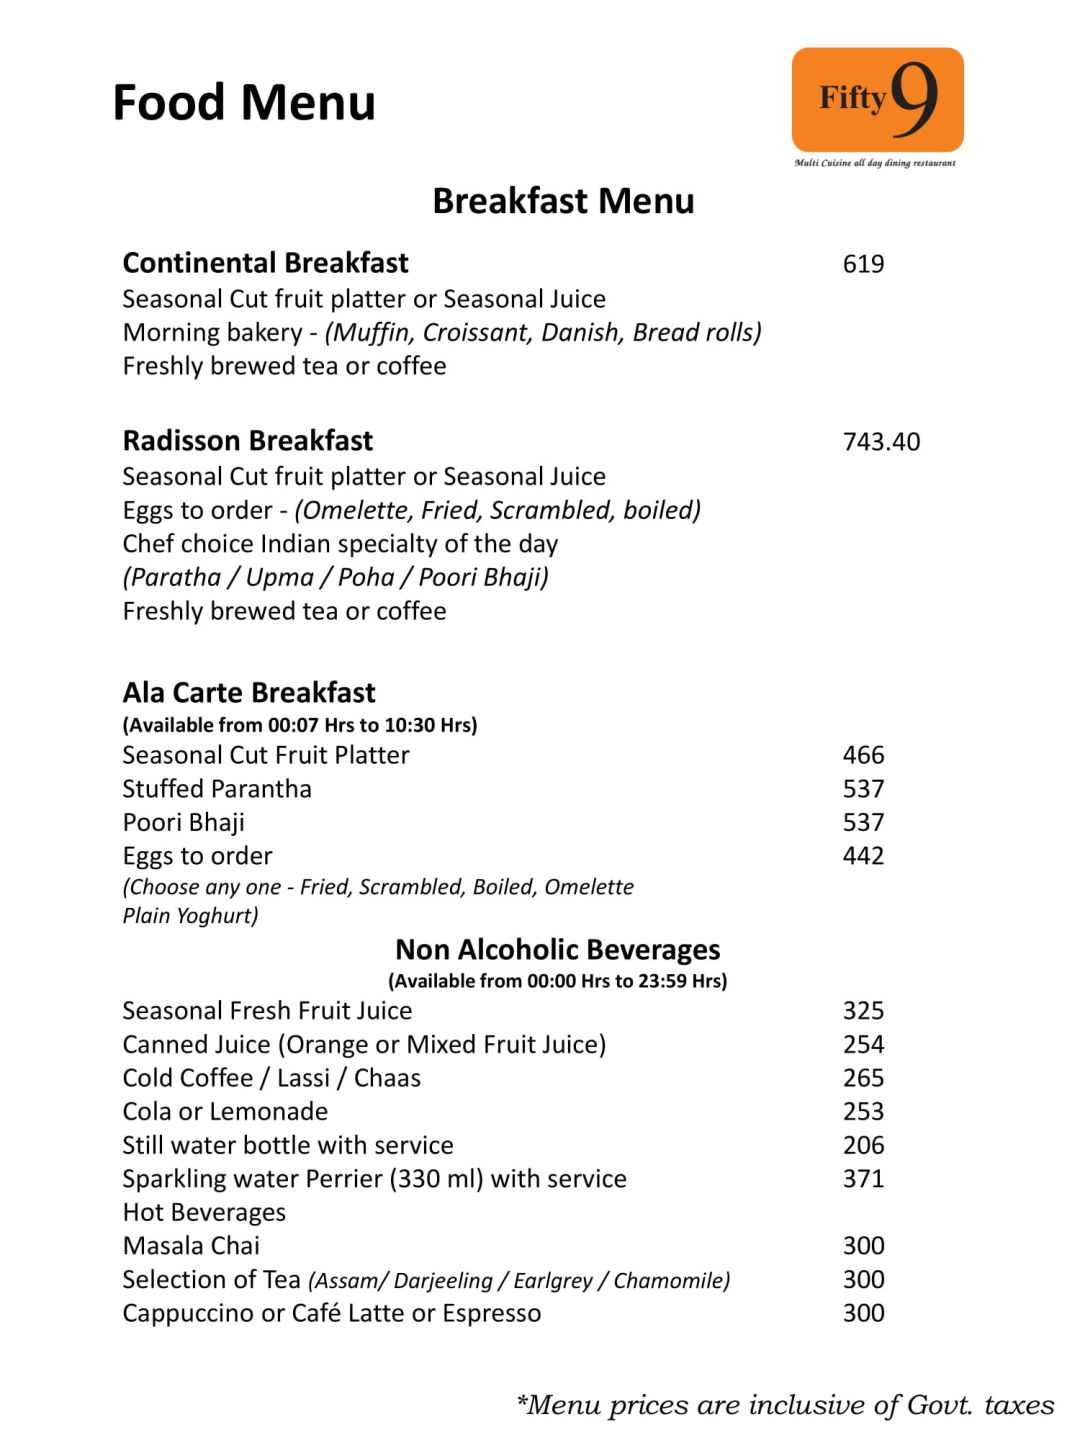 Food Menu
Fifty 9
Multi Cuisine all day dining restaurant
Breakfast Menu
Continental Breakfast 619
Seasonal Cut fruit platter or Seasonal Juice
Morning bakery - (Muffin, Croissant, Danish, Bread rolls)
Freshly brewed tea or coffee
Radisson Breakfast 743.40
Seasonal Cut fruit platter or Seasonal Juice
Eggs to order - (Omelette, Fried, Scrambled, boiled)
Chef choice Indian specialty of the day
(Paratha / Upma / Poha / Poori Bhaji)
Freshly brewed tea or coffee
Ala Carte Breakfast
(Available from 00:07 Hrs to 10:30 Hrs)
Seasonal Cut Fruit Platter 466
Stuffed Parantha 537
Poori Bhaji 537
Eggs to order 442
(Choose any one - Fried, Scrambled, Boiled, Omelette
Plain Yoghurt)
Non Alcoholic Beverages
(Available from 00:00 Hrs to 23:59 Hrs)
Seasonal Fresh Fruit Juice 325
Canned Juice (Orange or Mixed Fruit Juice) 254
Cold Coffee / Lassi / Chaas 265
Cola or Lemonade 253
Still water bottle with service 206
Sparkling water Perrier (330 ml) with service 371
Hot Beverages
Masala Chai 300
Selection of Tea (Assam/ Darjeeling / Earlgrey / Chamomile) 300
Cappuccino or Café Latte or Espresso 300
*Menu prices are inclusive of Govt. taxes